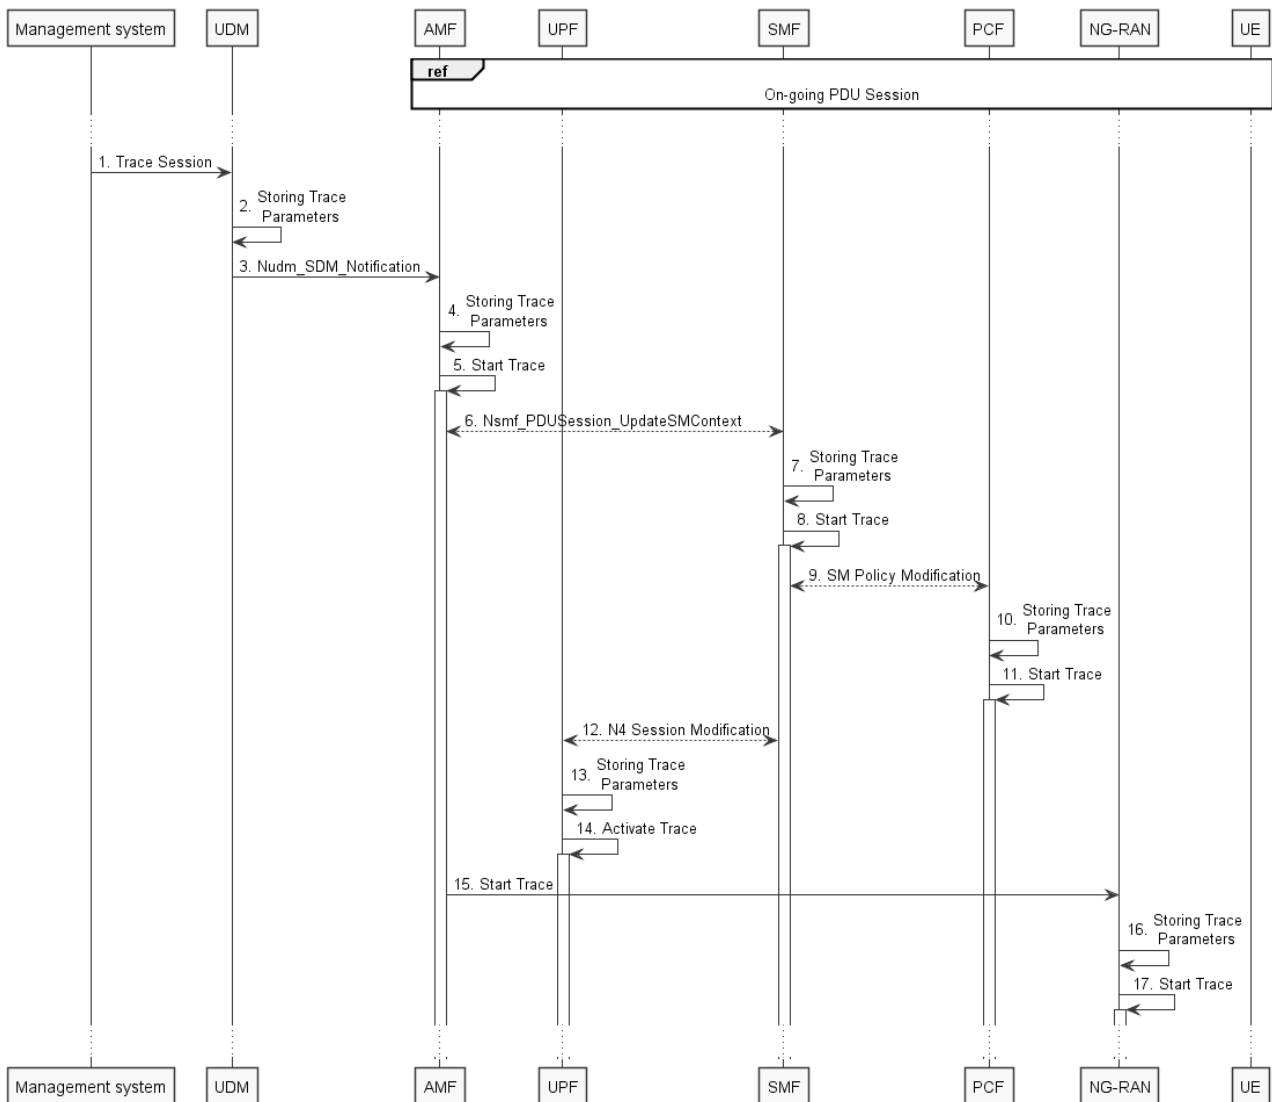 Management system
UDM
AMF
UPF
SMF
PCF
NG-RAN
UE
ref
On-going PDU Session
1. Trace Session
2. Storing Trace
Parameters
3. Nudm_SDM_Notification
4. Storing Trace
Parameters
5. Start Trace
6. Nsmf_PDUSession_UpdateSMContext
7. Storing Trace
Parameters
8. Start Trace
9. SM Policy Modification
10. Storing Trace
Parameters
11. Start Trace
12. N4 Session Modification
13. Storing Trace
Parameters
14. Activate Trace
15. Start Trace
16. Storing Trace
Parameters
17. Start Trace
Management system
UDM
AMF
UPF
SMF
PCF
NG-RAN
UE